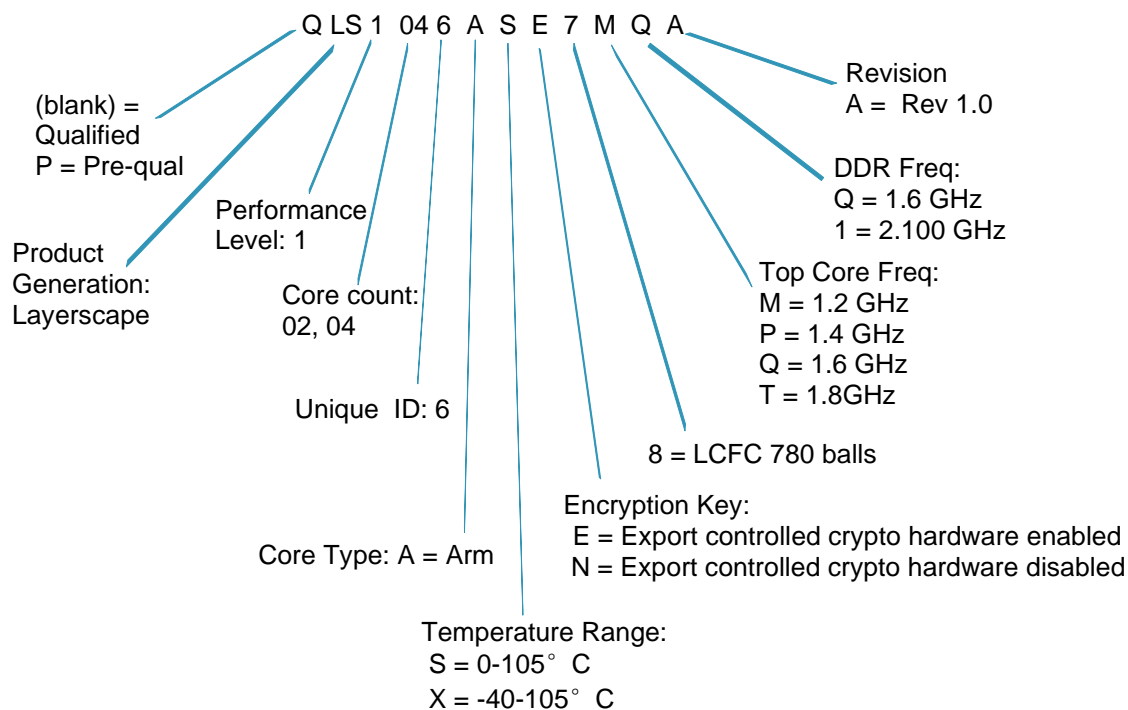 Q LS 1 04 6 A S E 7 M Q A
(blank) =
Qualified
P = Pre-qual
Product
Generation:
Layerscape
Performance
Level: 1
Core count:
02, 04
Unique ID: 6
Core Type: A = Arm
Temperature Range:
S = 0-105° C
X = -40-105° C
Encryption Key:
E = Export controlled crypto hardware enabled
N = Export controlled crypto hardware disabled
8 = LCFC 780 balls
Top Core Freq:
M = 1.2 GHz
P = 1.4 GHz
Q = 1.6 GHz
T = 1.8GHz
DDR Freq:
Q = 1.6 GHz
1 = 2.100 GHz
Revision
A = Rev 1.0